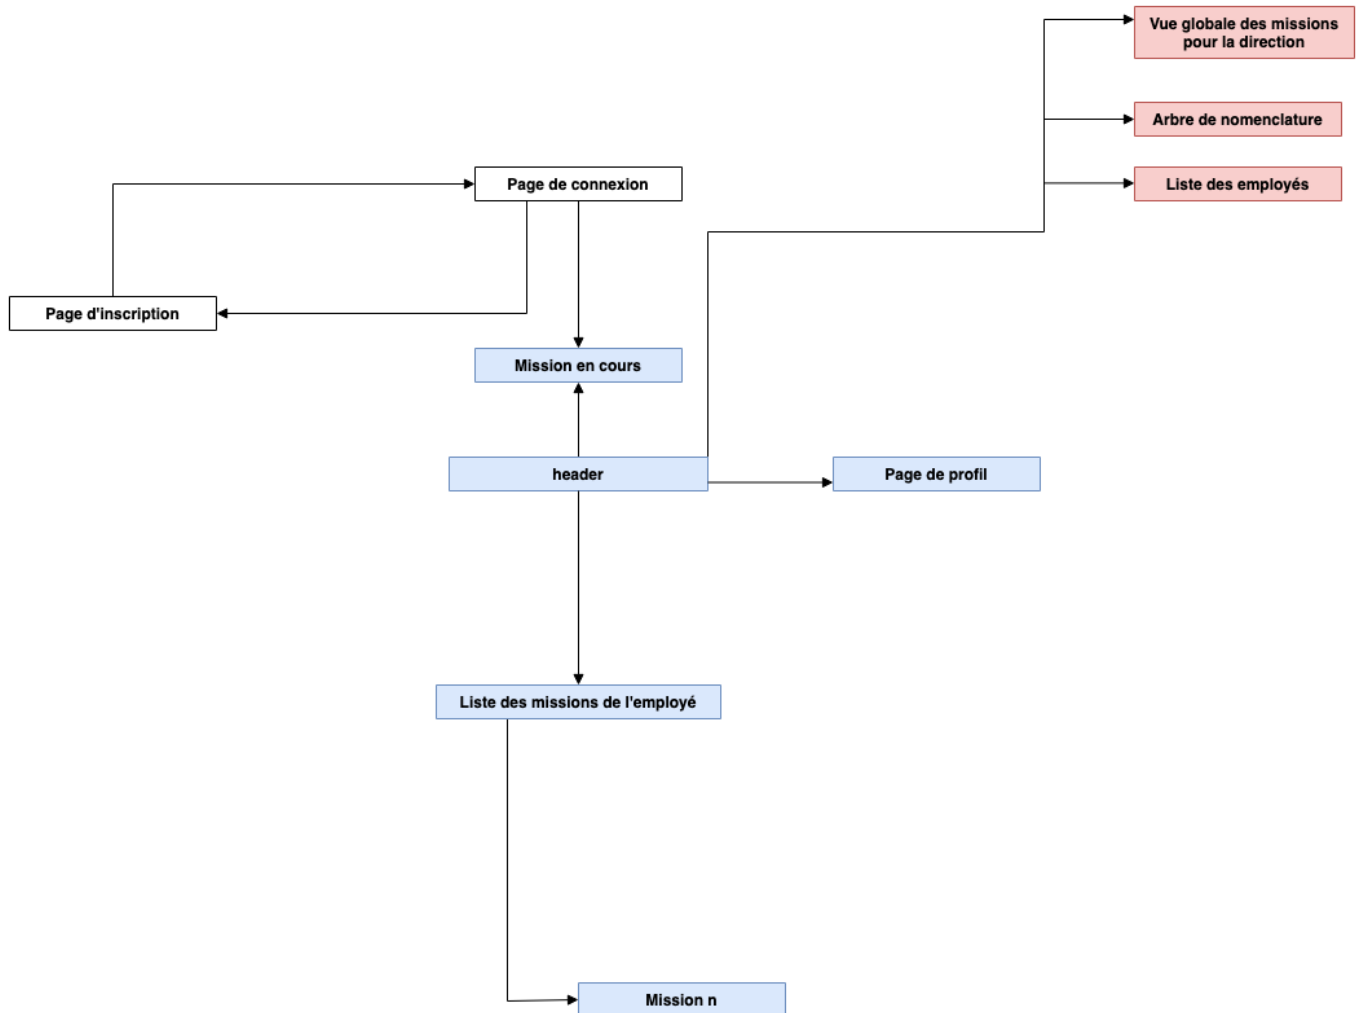 Vue globale des missions
pour la direction
Arbre de nomenclature
Page de connexion
Liste des employés
Page d'inscription
Mission en cours
header
Page de profil
Liste des missions de l'employé
Mission n